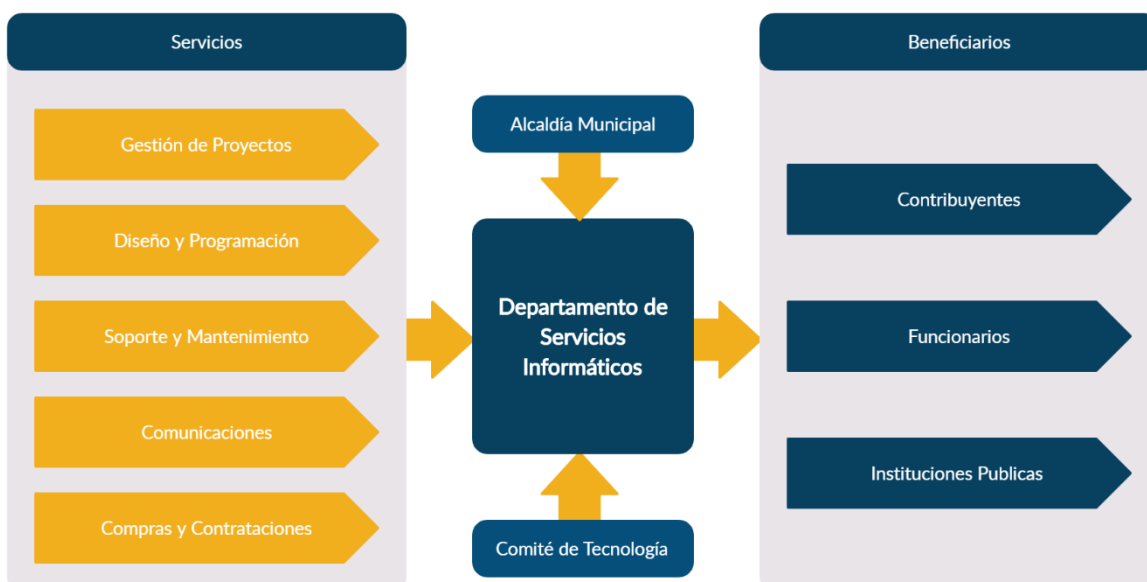 Servicios
Gestión de Proyectos
Diseño y Programación
Soporte y Mantenimiento
Comunicaciones
Compras y Contrataciones
Alcaldía Municipal
Departamento de
Servicios
Informáticos
Comité de Tecnología
Beneficiarios
Contribuyentes
Funcionarios
Instituciones Publicas